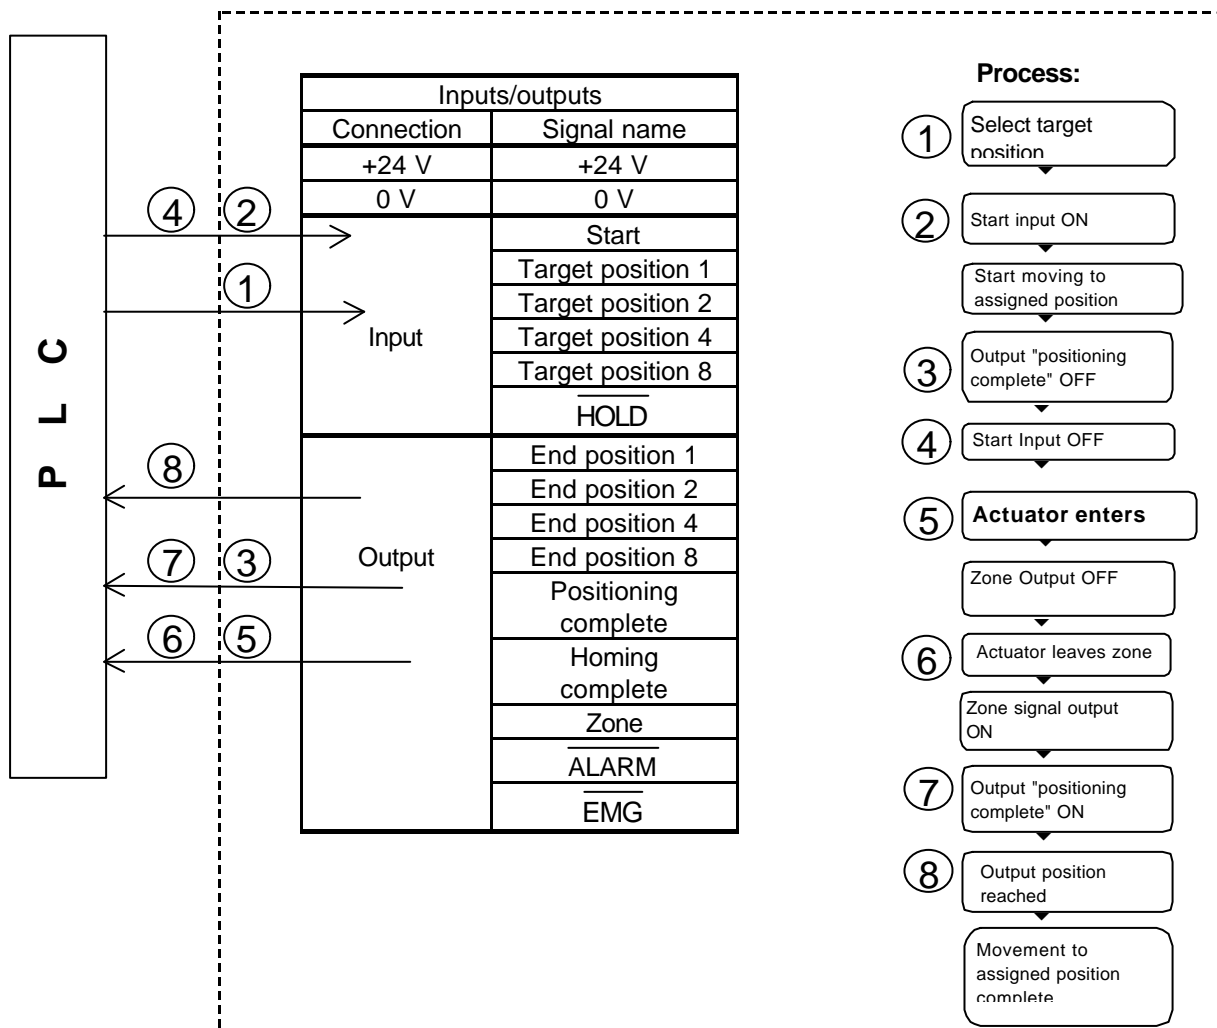 P L C
4 2
1
8
7 3
6 5
Inputs/outputs
Connection Signal name
+24 V +24 V
0 V 0 V
Input
Start
Target position 1
Target position 2
Target position 4
Target position 8
HOLD
Output
End position 1
End position 2
End position 4
End position 8
Positioning
complete
Homing
complete
Zone
ALARM
EMG
Process:
1
Select target
position
2
Start input ON
Start moving to
assigned position
3
Output "positioning
complete" OFF
4
Start Input OFF
5
Actuator enters
Zone Output OFF
6
Actuator leaves zone
Zone signal output
ON
7
Output "positioning
complete" ON
8
Output position
reached
Movement to
assigned position
complete